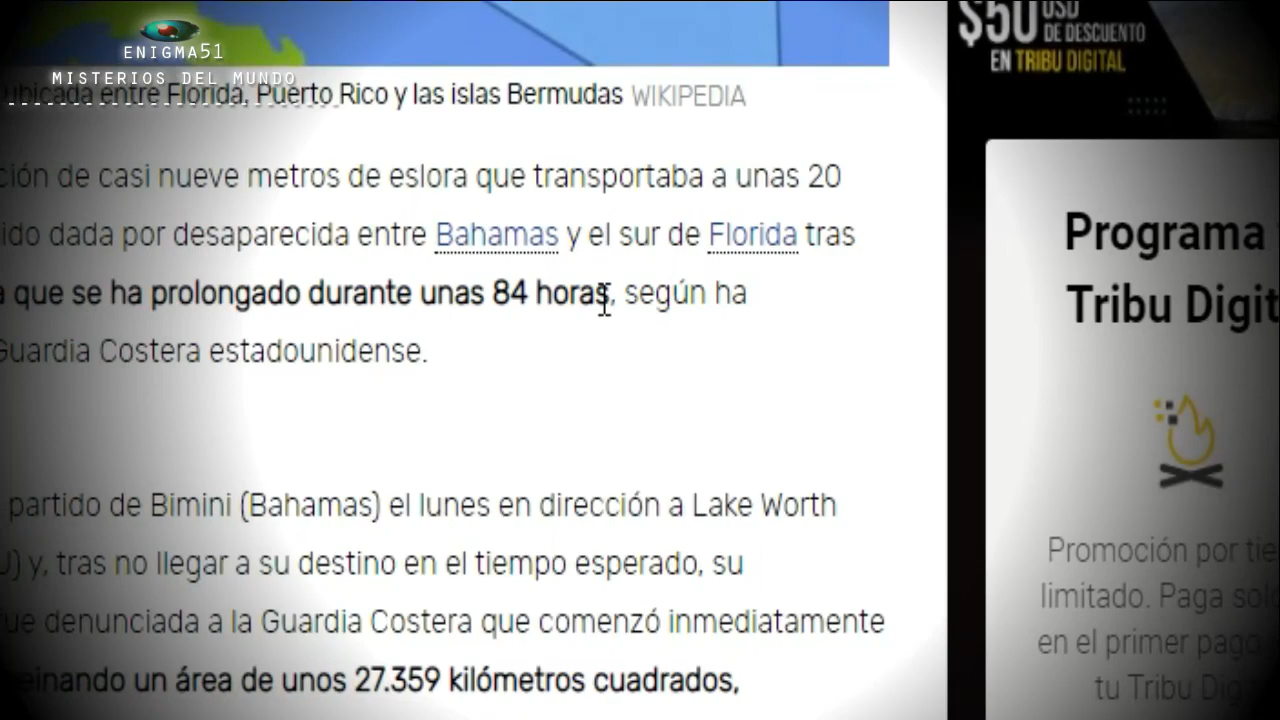 ENIGMA51
MISTERIOS DEL MUNDO
ubicada entre Florida, Puerto Rico y las islas Bermudas WIKIPEDIA
ción de casi nueve metros de eslora que transportaba a unas 20
ido dada por desaparecida entre Bahamas y el sur de Florida tras
a que se ha prolongado durante unas 84 horas, según ha
Guardia Costera estadounidense.
partido de Bimini (Bahamas) el lunes en dirección a Lake Worth
U) y, tras no llegar a su destino en el tiempo esperado, su
ue denunciada a la Guardia Costera que comenzó inmediatamente
einando un área de unos 27.359 kilómetros cuadrados,
$50 USD
DE DESCUENTO
EN TRIBU DIGITAL
Programa
Tribu Digit
Promoción por tie
limitado. Paga solo
en el primer pago
tu Tribu Dig